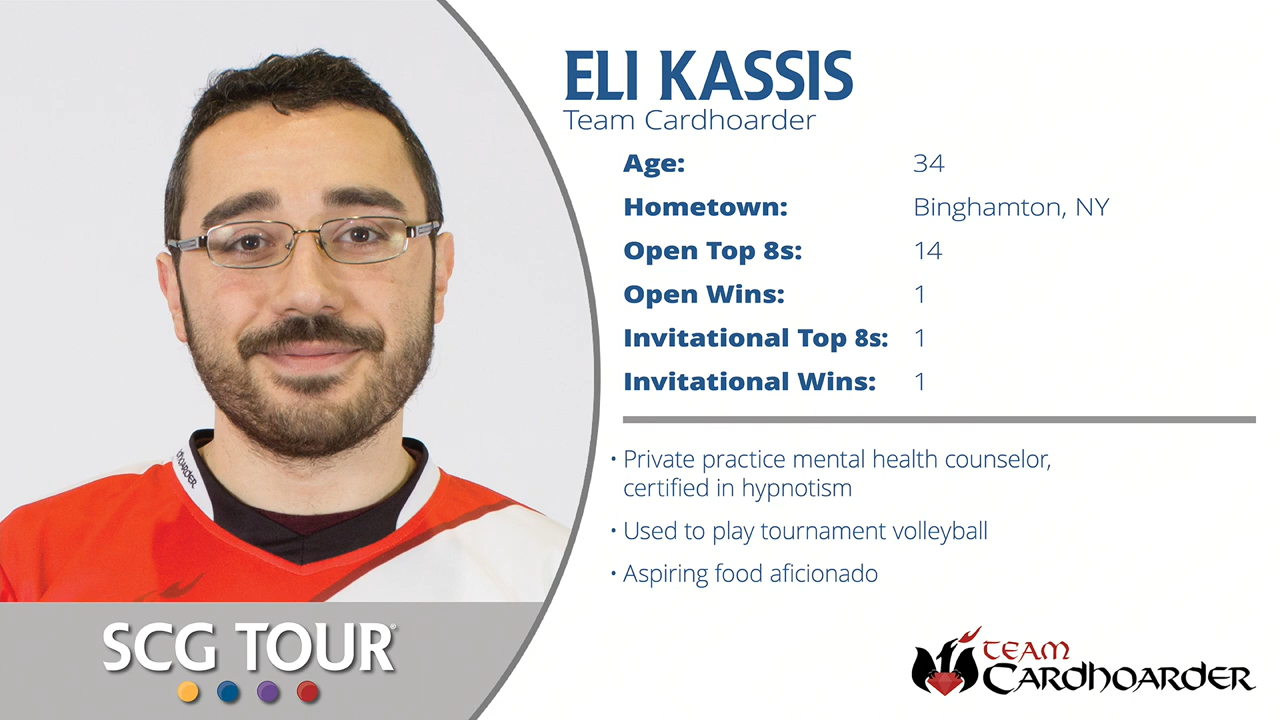 ELI KASSIS
Team Cardhoarder
Age: 34
Hometown: Binghamton, NY
Open Top 8s: 14
Open Wins: 1
Invitational Top 8s: 1
Invitational Wins: 1
• Private practice mental health counselor,
certified in hypnotism
• Used to play tournament volleyball
• Aspiring food aficionado
SCG TOUR®
TEAM
CARDHOARDER